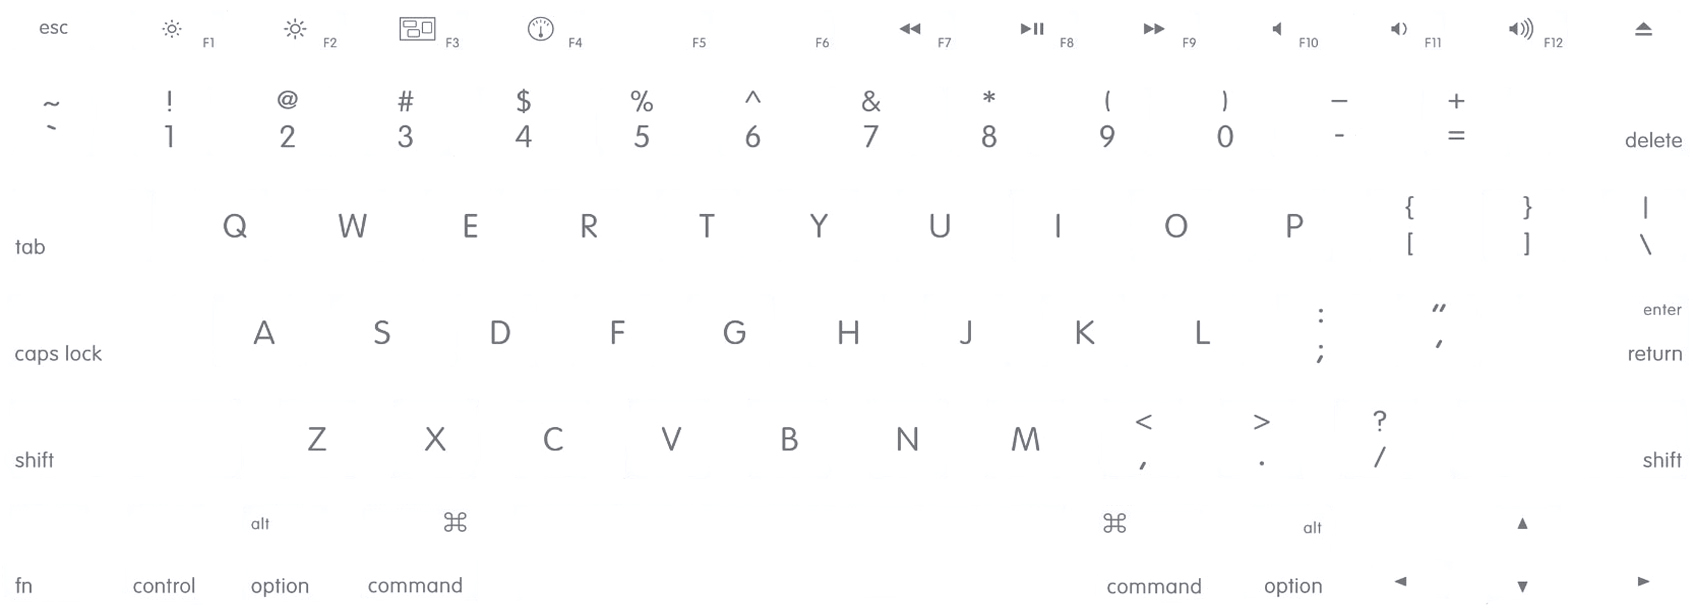 esc F1 F2 F3 F4 F5 F6 F7 F8 F9 F10 F11 F12
~ ! @ # $ % ^ & * ( ) – +
` 1 2 3 4 5 6 7 8 9 0 - = delete
Q W E R T Y U I O P { } |
tab [ ] \
A S D F G H J K L : " enter
caps lock ; ' return
Z X C V B N M < > ?
shift , . / shift
alt ⌘ ⌘ alt ▲
fn control option command command option ◄ ▼ ►